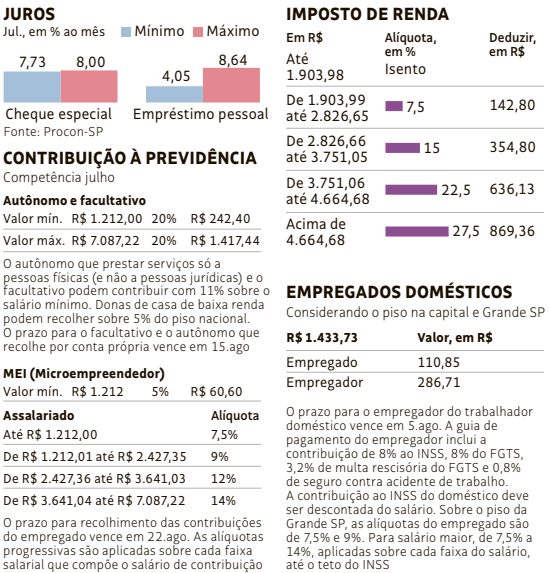 JUROS
Jul., em % ao mês Mínimo Máximo
7,73 8,00
4,05 8,64
Cheque especial Empréstimo pessoal
Fonte: Procon-SP
CONTRIBUIÇÃO À PREVIDÊNCIA
Competência julho
Autônomo e facultativo
Valor mín. R$ 1.212,00 20% R$ 242,40
Valor máx. R$ 7.087,22 20% R$ 1.417,44
O autônomo que prestar serviços só a
pessoas físicas (e não a pessoas jurídicas) e o
facultativo podem contribuir com 11% sobre o
salário mínimo. Donas de casa de baixa renda
podem recolher sobre 5% do piso nacional.
O prazo para o facultativo e o autônomo que
recolhe por conta própria vence em 15.ago
MEI (Microempreendedor)
Valor mín. R$ 1.212 5% R$ 60,60
Assalariado Alíquota
Até R$ 1.212,00 7,5%
De R$ 1.212,01 até R$ 2.427,35 9%
De R$ 2.427,36 até R$ 3.641,03 12%
De R$ 3.641,04 até R$ 7.087,22 14%
O prazo para recolhimento das contribuições
do empregado vence em 22.ago. As alíquotas
progressivas são aplicadas sobre cada faixa
salarial que compõe o salário de contribuição
IMPOSTO DE RENDA
Em R$ Alíquota, em % Deduzir, em R$
Até
1.903,98 Isento
De 1.903,99
até 2.826,65 7,5 142,80
De 2.826,66
até 3.751,05 15 354,80
De 3.751,06
até 4.664,68 22,5 636,13
Acima de
4.664,68 27,5 869,36
EMPREGADOS DOMÉSTICOS
Considerando o piso na capital e Grande SP
R$ 1.433,73 Valor, em R$
Empregado 110,85
Empregador 286,71
O prazo para o empregador do trabalhador
doméstico vence em 5.ago. A guia de
pagamento do empregador inclui a
contribuição de 8% ao INSS, 8% do FGTS,
3,2% de multa rescisória do FGTS e 0,8%
de seguro contra acidente de trabalho.
A contribuição ao INSS do doméstico deve
ser descontada do salário. Sobre o piso da
Grande SP, as alíquotas do empregado são
de 7,5% e 9%. Para salário maior, de 7,5% a
14%, aplicadas sobre cada faixa do salário,
até o teto do INSS